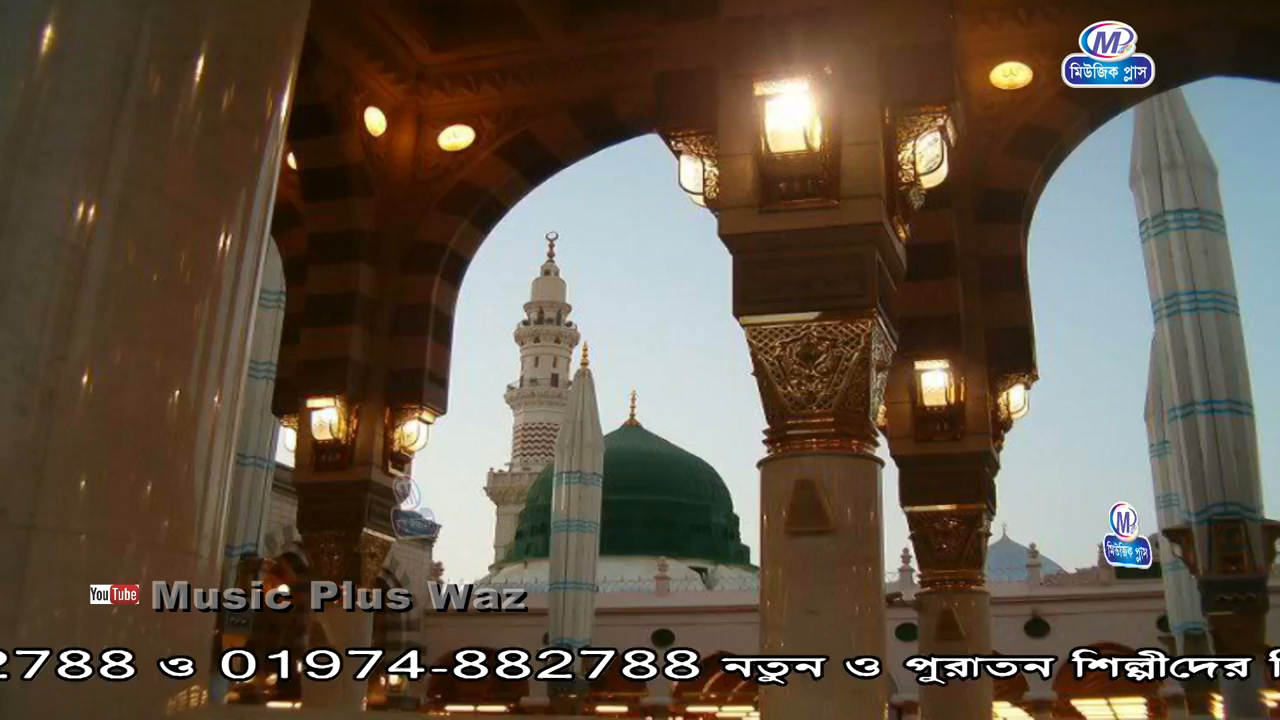 M
মিউজিক প্লাস
M
মিউজিক প্লাস
YouTube Music Plus Waz
2788 ও 01974-882788 নতুন ও পুরাতন শিল্পীদের